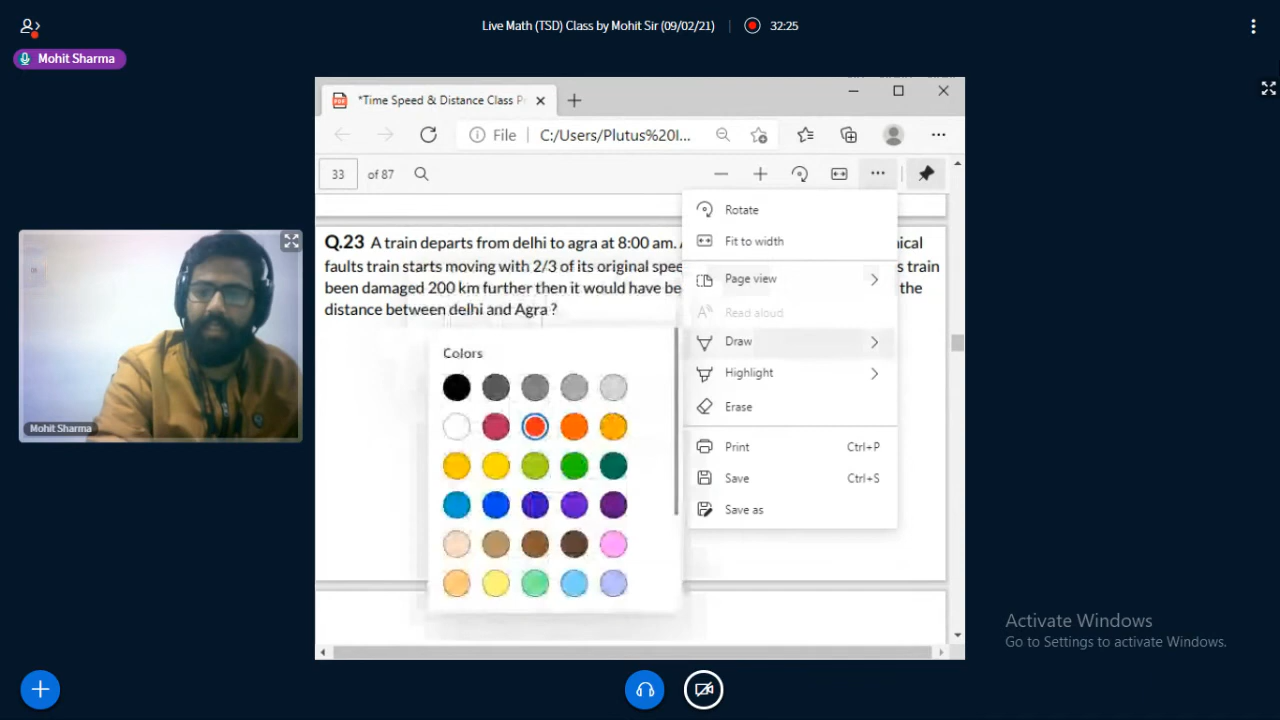 Live Math (TSD) Class by Mohit Sir (09/02/21)
32:25
Mohit Sharma
*Time Speed & Distance Class P
File
C:/Users/Plutus%20I...
33
of 87
Rotate
Fit to width
Page view
Read aloud
Draw
Highlight
Erase
Print Ctrl+P
Save Ctrl+S
Save as
Q.23 A train departs from delhi to agra at 8:00 am.
faults train starts moving with 2/3 of its original train
been damaged 200 km further then it would have the
distance between delhi and Agra ?
Colors
Mohit Sharma
Activate Windows
Go to Settings to activate Windows.